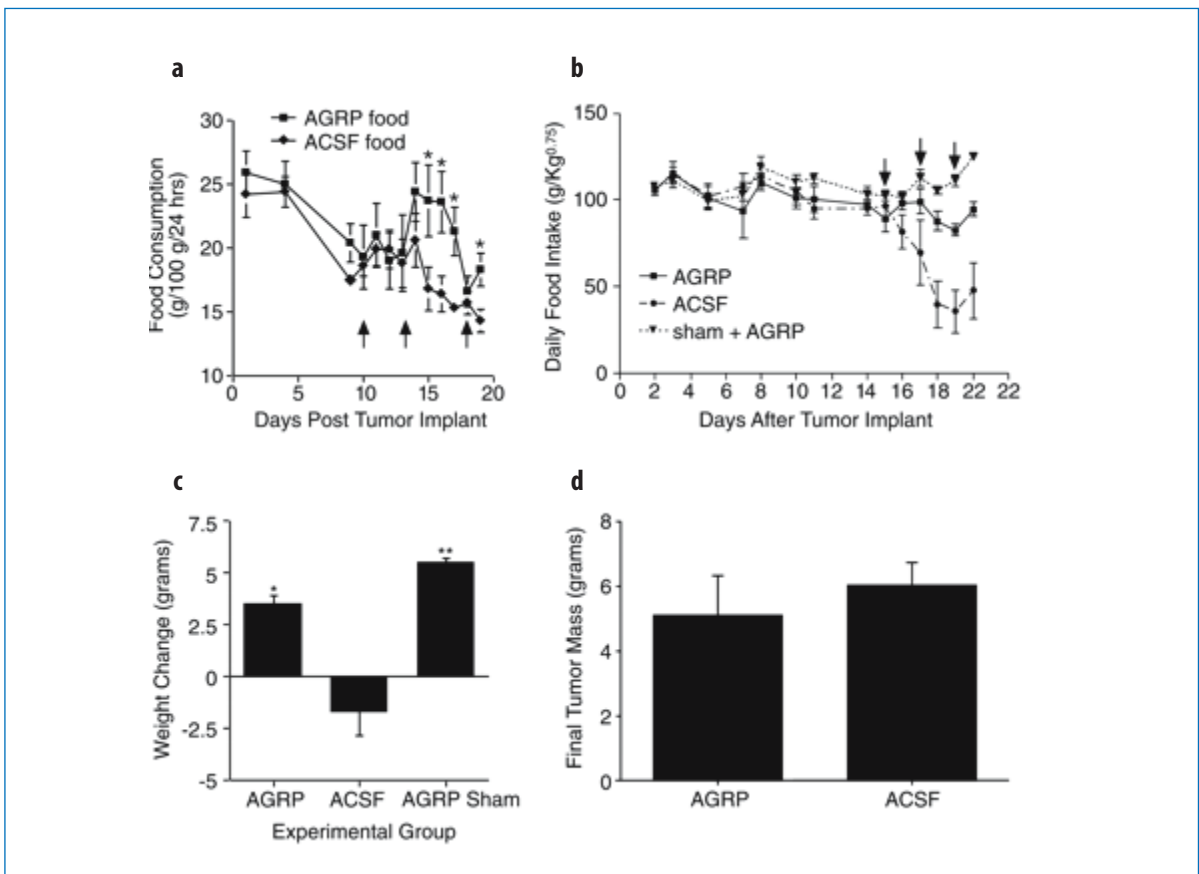 a
30
25
20
15
10
Food Consumption
(g/100 g/24 hrs)
AGRP food
ACSF food
* * * *
0 5 10 15 20
Days Post Tumor Implant
b
150
100
50
0
Daily Food Intake (g/Kg0.75)
AGRP
ACSF
sham + AGRP
0 2 4 6 7 8 10 11 12 14 16 18 22 22
Days After Tumor Implant
c
7.5
5
2.5
0
-2.5
-5
Weight Change (grams)
*
**
AGRP ACSF AGRP Sham
Experimental Group
d
8
6
4
2
0
Final Tumor Mass (grams)
AGRP ACSF